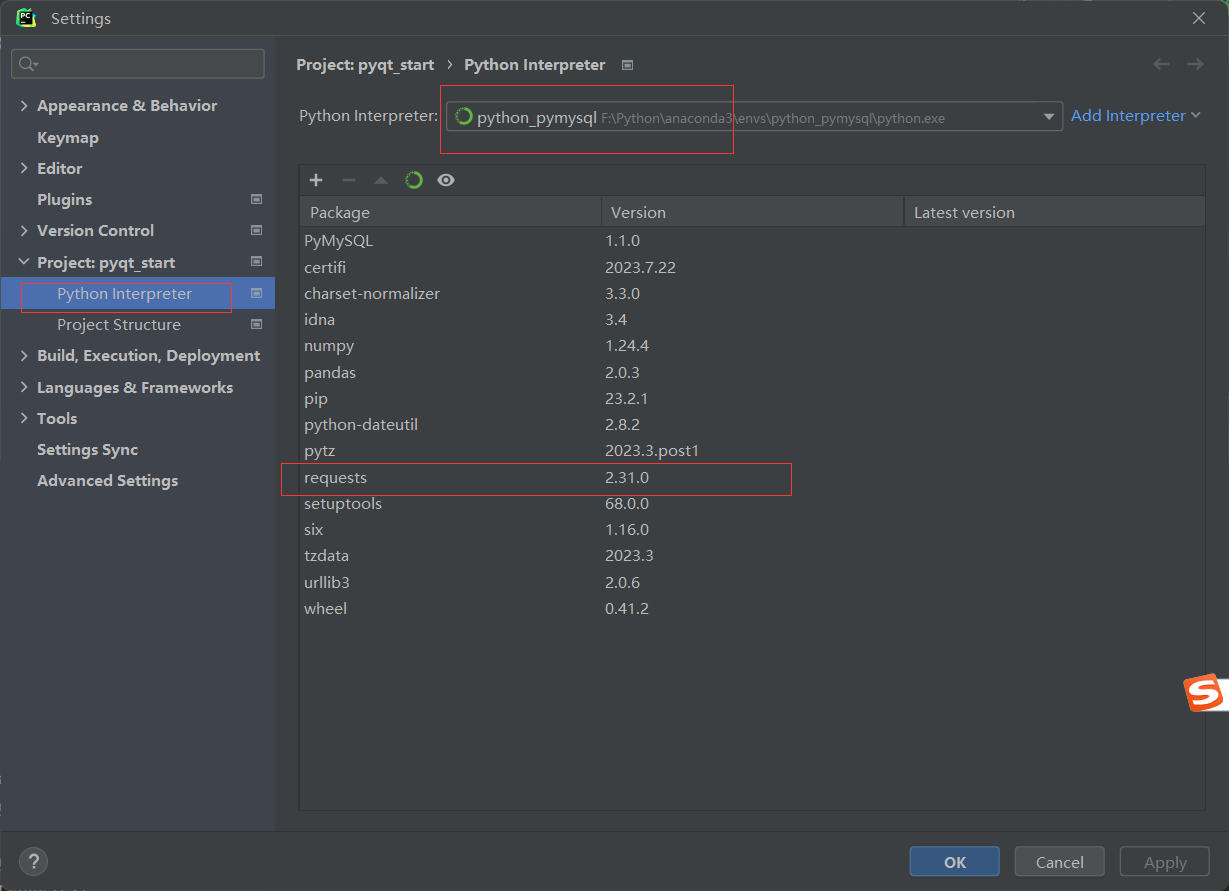 Settings
Project: pyqt_start › Python Interpreter
Appearance & Behavior
Keymap
Editor
Plugins
Version Control
Project: pyqt_start
Python Interpreter
Project Structure
Build, Execution, Deployment
Languages & Frameworks
Tools
Settings Sync
Advanced Settings
Python Interpreter: python_pymysql F:\Python\anaconda3\envs\python_pymysql\python.exe Add Interpreter
Package Version Latest version
PyMySQL 1.1.0
certifi 2023.7.22
charset-normalizer 3.3.0
idna 3.4
numpy 1.24.4
pandas 2.0.3
pip 23.2.1
python-dateutil 2.8.2
pytz 2023.3.post1
requests 2.31.0
setuptools 68.0.0
six 1.16.0
tzdata 2023.3
urllib3 2.0.6
wheel 0.41.2
? OK Cancel Apply